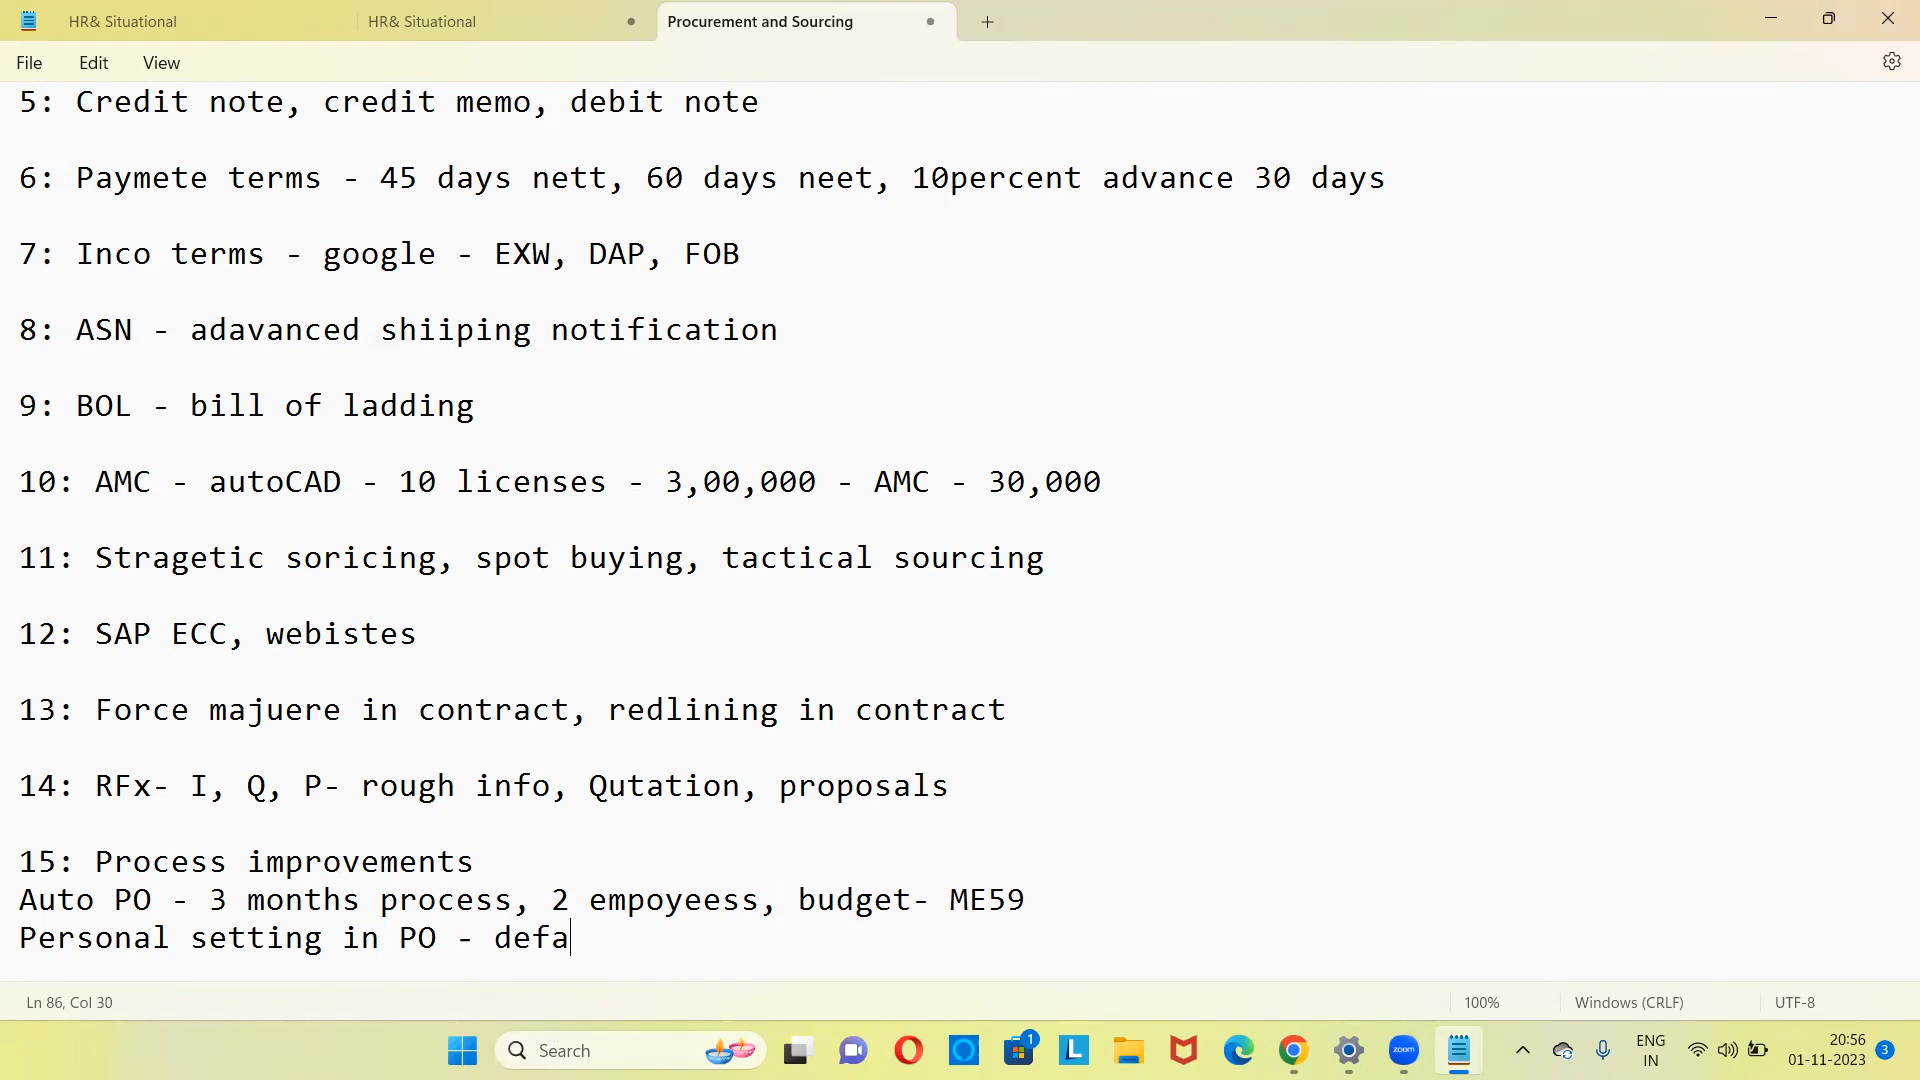 HR& Situational
HR& Situational
Procurement and Sourcing
File Edit View
5: Credit note, credit memo, debit note
6: Paymete terms - 45 days nett, 60 days neet, 10percent advance 30 days
7: Inco terms - google - EXW, DAP, FOB
8: ASN - adavanced shiiping notification
9: BOL - bill of ladding
10: AMC - autoCAD - 10 licenses - 3,00,000 - AMC - 30,000
11: Stragetic soricing, spot buying, tactical sourcing
12: SAP ECC, webistes
13: Force majuere in contract, redlining in contract
14: RFx- I, Q, P- rough info, Qutation, proposals
15: Process improvements
Auto PO - 3 months process, 2 empoyeess, budget- ME59
Personal setting in PO - defa
Ln 86, Col 30 100% Windows (CRLF) UTF-8
Search
1
L
zoom
ENG
IN
20:56
01-11-2023
3